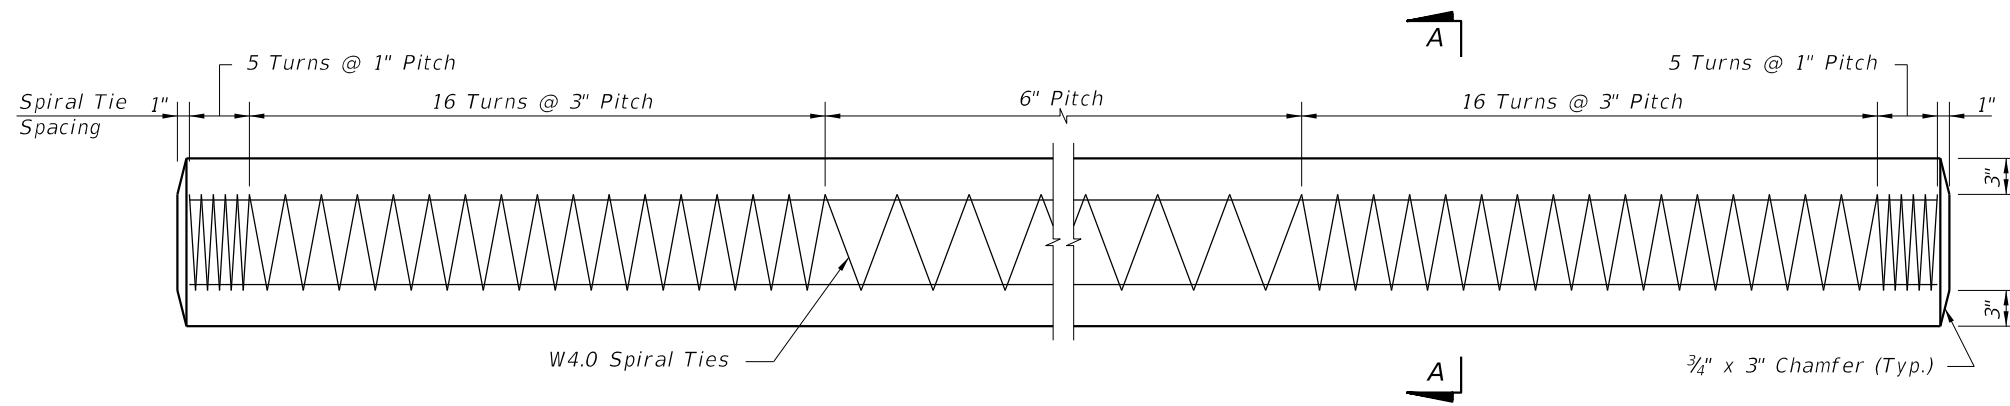 A
5 Turns @ 1" Pitch
5 Turns @ 1" Pitch
Spiral Tie
Spacing
1"
16 Turns @ 3" Pitch
6" Pitch
16 Turns @ 3" Pitch
1"
3"
3"
W4.0 Spiral Ties
A
¾" x 3" Chamfer (Typ.)